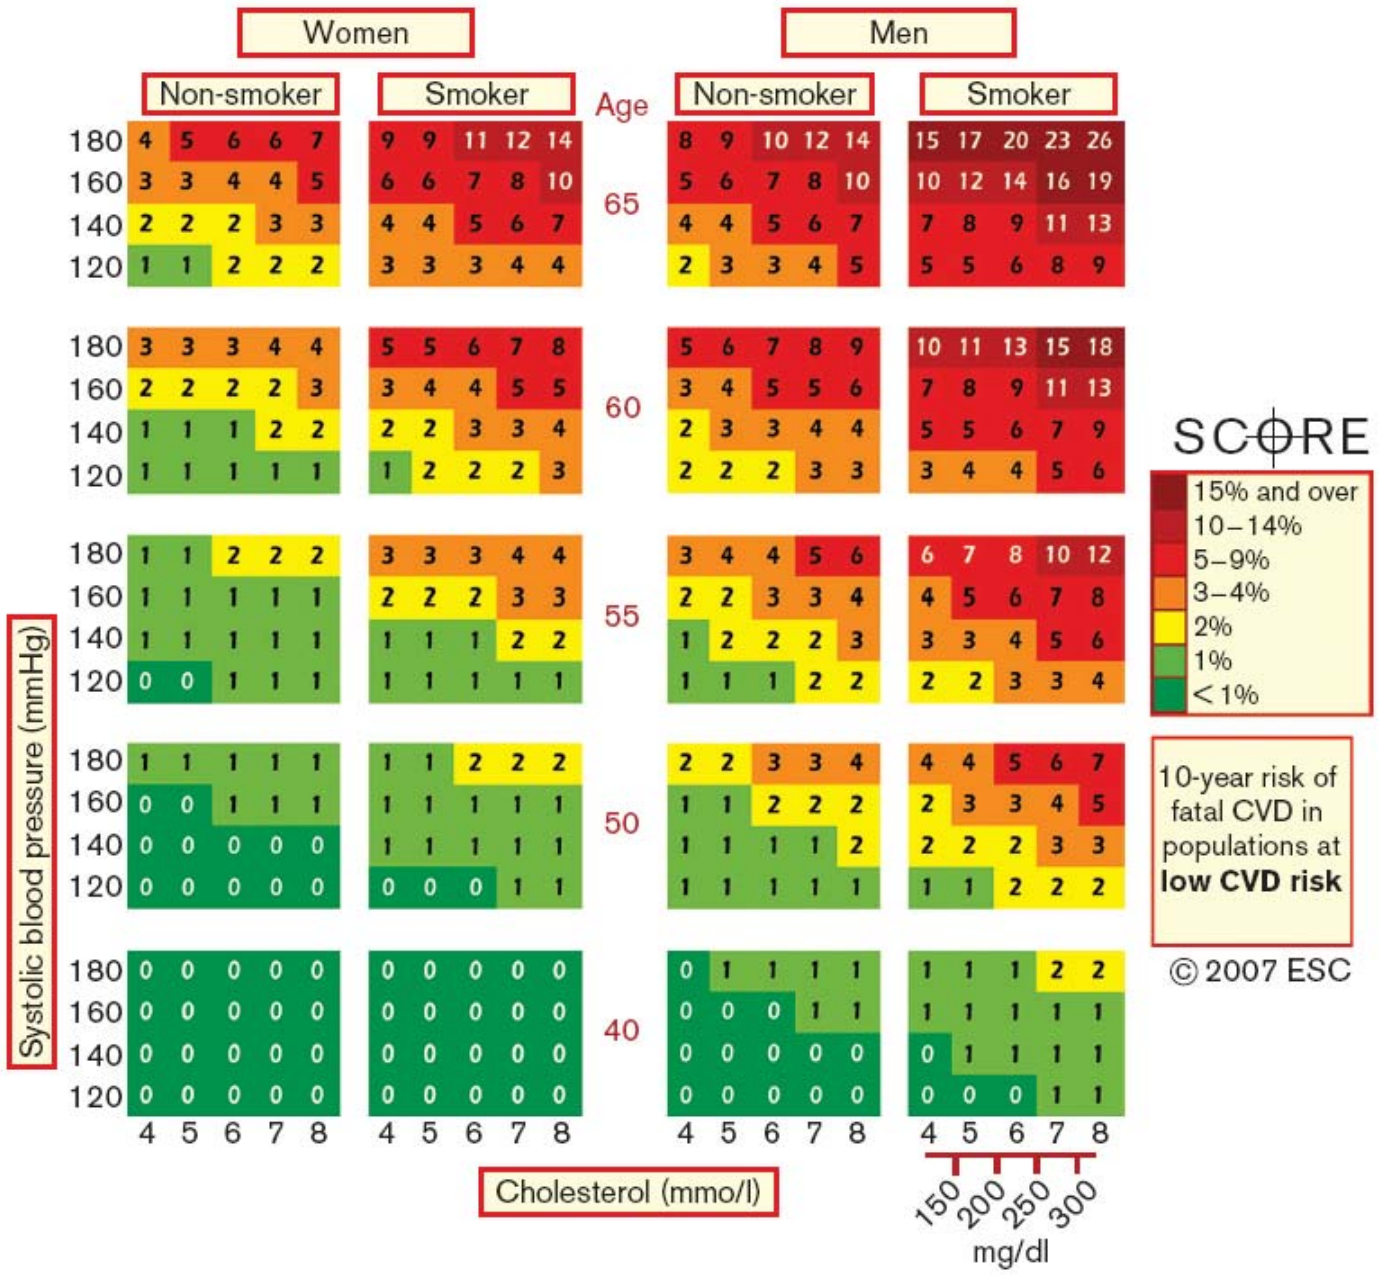 Women Men
Non-smoker Smoker Age Non-smoker Smoker
180 4 5 6 6 7 9 9 11 12 14 8 9 10 12 14 15 17 20 23 26
160 3 3 4 4 5 6 6 7 8 10 5 6 7 8 10 10 12 14 16 19
65
140 2 2 2 3 3 4 4 5 6 7 4 4 5 6 7 7 8 9 11 13
120 1 1 2 2 2 3 3 3 4 4 2 3 3 4 5 5 5 6 8 9
180 3 3 3 4 4 5 5 6 7 8 5 6 7 8 9 10 11 13 15 18
160 2 2 2 2 3 3 4 4 5 5 3 4 5 5 6 7 8 9 11 13
60
140 1 1 1 2 2 2 2 3 3 4 2 3 3 4 4 5 5 6 7 9
120 1 1 1 1 1 1 2 2 2 3 2 2 2 3 3 3 4 4 5 6
180 1 1 2 2 2 3 3 3 4 4 3 4 4 5 6 6 7 8 10 12
160 1 1 1 1 1 2 2 2 3 3 2 2 3 3 4 4 5 6 7 8
55
140 1 1 1 1 1 1 1 1 2 2 1 2 2 2 3 3 3 4 5 6
120 0 0 1 1 1 1 1 1 1 1 1 1 1 2 2 2 2 3 3 4
180 1 1 1 1 1 1 1 2 2 2 2 2 3 3 4 4 4 5 6 7
160 0 0 1 1 1 1 1 1 1 1 1 1 2 2 2 2 3 3 4 5
50
140 0 0 0 0 0 1 1 1 1 1 1 1 1 1 2 2 2 2 3 3
120 0 0 0 0 0 0 0 0 1 1 1 1 1 1 1 1 1 2 2 2
180 0 0 0 0 0 0 0 0 0 0 0 1 1 1 1 1 1 1 2 2
160 0 0 0 0 0 0 0 0 0 0 0 0 0 1 1 1 1 1 1 1
40
140 0 0 0 0 0 0 0 0 0 0 0 0 0 0 0 0 1 1 1 1
120 0 0 0 0 0 0 0 0 0 0 0 0 0 0 0 0 0 0 1 1
4 5 6 7 8 4 5 6 7 8 4 5 6 7 8 4 5 6 7 8
Systolic blood pressure (mmHg)
Cholesterol (mmo/l)
150 200 250 300
mg/dl
SCORE
15% and over
10–14%
5–9%
3–4%
2%
1%
< 1%
10-year risk of
fatal CVD in
populations at
low CVD risk
© 2007 ESC